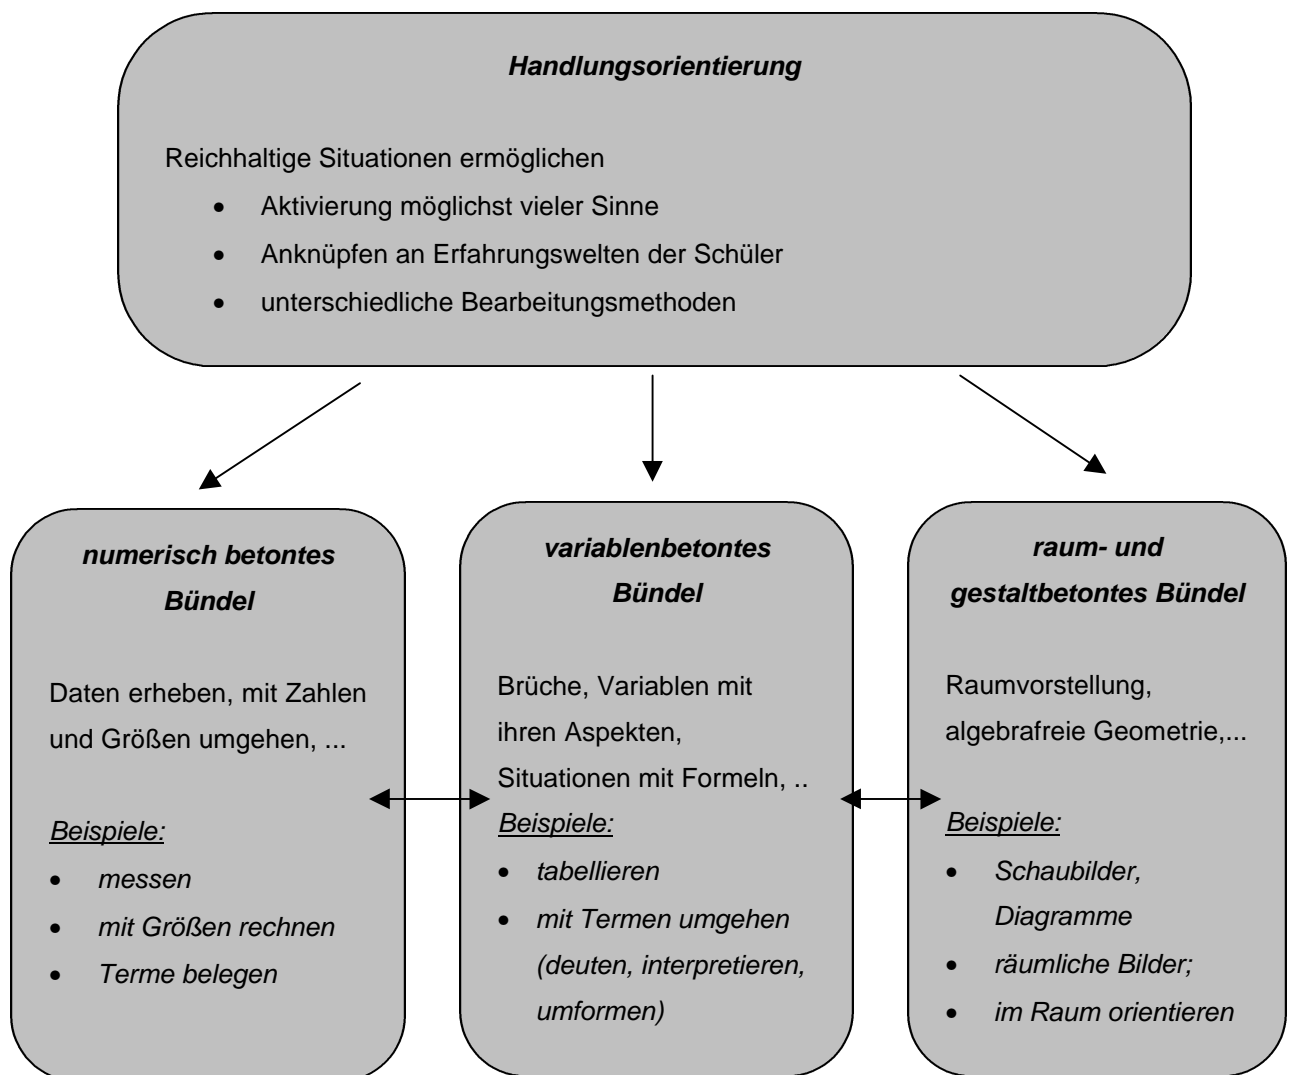 Handlungsorientierung
Reichhaltige Situationen ermöglichen
• Aktivierung möglichst vieler Sinne
• Anknüpfen an Erfahrungswelten der Schüler
• unterschiedliche Bearbeitungsmethoden
numerisch betontes
Bündel
Daten erheben, mit Zahlen
und Größen umgehen, ...
Beispiele:
• messen
• mit Größen rechnen
• Terme belegen
variablenbetontes
Bündel
Brüche, Variablen mit
ihren Aspekten,
Situationen mit Formeln, ..
Beispiele:
• tabellieren
• mit Termen umgehen
(deuten, interpretieren,
umformen)
raum- und
gestaltbetontes Bündel
Raumvorstellung,
algebrafreie Geometrie,...
Beispiele:
• Schaubilder,
Diagramme
• räumliche Bilder;
• im Raum orientieren